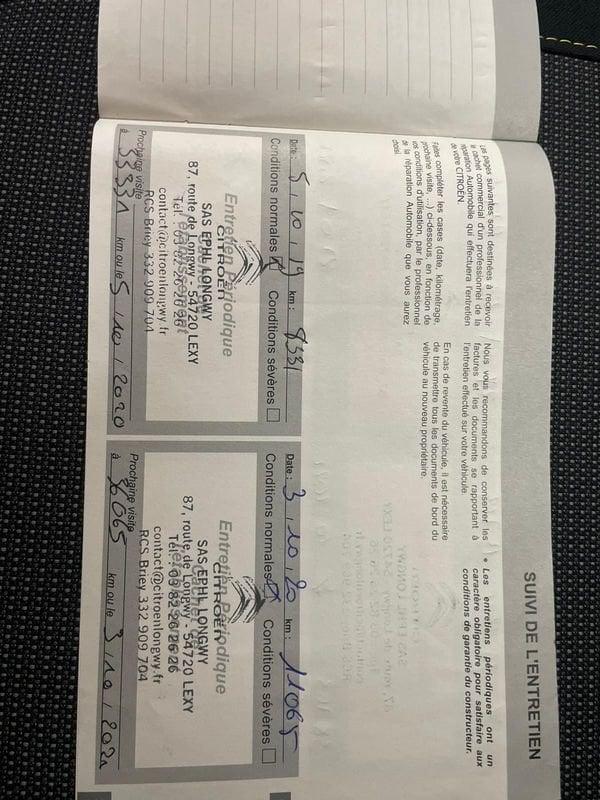 SUIVI DE L'ENTRETIEN
Les pages suivantes sont destinées à recevoir
le cachet commercial d'un professionnel de la
réparation Automobile qui effectuera l'entretien
de votre CITROËN.
Faites compléter les cases (date, kilométrage,
prochaine visite, ...) ci-dessous, en fonction de
vos conditions d'utilisation, par le professionnel
de la réparation Automobile que vous aurez
choisi.
Nous vous recommandons de conserver les
factures et les documents se rapportant à
l'entretien effectué sur votre véhicule.
En cas de revente du véhicule, il est nécessaire
de transmettre tous les documents de bord du
véhicule au nouveau propriétaire.
• Les entretiens périodiques ont un
caractère obligatoire pour satisfaire aux
conditions de garantie du constructeur.
Date : 5, 10, 19 km : 8331
Conditions normales Conditions sévères
Entretien Périodique
CITROËN
SAS EPHL LONGWY
87, route de Longwy - 54720 LEXY
Tél.
contact@citroenlongwy.fr
RCS Briey 332 909 704
Prochaine visite
à 33331 km ou le 5, 10, 2020
Date : 3, 10, 20 km : 11065
Conditions normales Conditions sévères
Entretien Périodique
CITROËN
SAS EPHL LONGWY
87, route de Longwy - 54720 LEXY
Tél. : 03 82 26 26 26
contact@citroenlongwy.fr
RCS Briey 332 909 704
Prochaine visite
à 36065 km ou le 3, 10, 2021